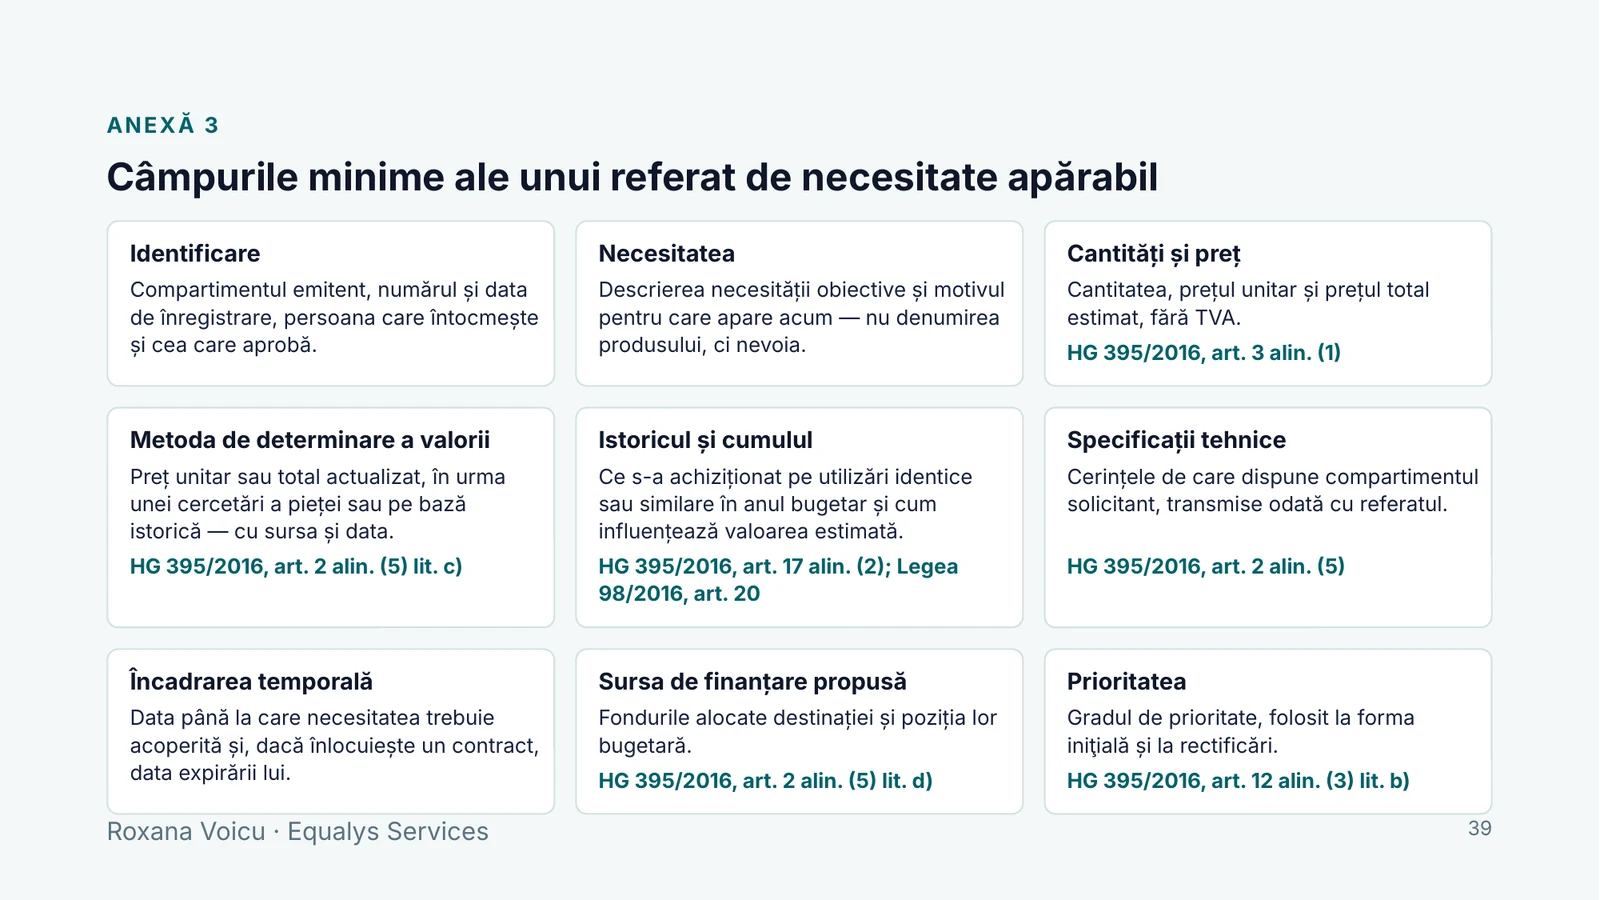 ANEXĂ 3
Câmpurile minime ale unui referat de necesitate apărabil
Identificare
Compartimentul emitent, numărul și data
de înregistrare, persoana care întocmește
și cea care aprobă.
Necesitatea
Descrierea necesității obiective și motivul
pentru care apare acum — nu denumirea
produsului, ci nevoia.
Cantități și preț
Cantitatea, prețul unitar și prețul total
estimat, fără TVA.
HG 395/2016, art. 3 alin. (1)
Metoda de determinare a valorii
Preț unitar sau total actualizat, în urma
unei cercetări a pieței sau pe bază
istorică — cu sursa și data.
HG 395/2016, art. 2 alin. (5) lit. c)
Istoricul și cumulul
Ce s-a achiziționat pe utilizări identice
sau similare în anul bugetar și cum
influențează valoarea estimată.
HG 395/2016, art. 17 alin. (2); Legea
98/2016, art. 20
Specificații tehnice
Cerințele de care dispune compartimentul
solicitant, transmise odată cu referatul.
HG 395/2016, art. 2 alin. (5)
Încadrarea temporală
Data până la care necesitatea trebuie
acoperită și, dacă înlocuiește un contract,
data expirării lui.
Sursa de finanțare propusă
Fondurile alocate destinației și poziția lor
bugetară.
HG 395/2016, art. 2 alin. (5) lit. d)
Prioritatea
Gradul de prioritate, folosit la forma
iniţială și la rectificări.
HG 395/2016, art. 12 alin. (3) lit. b)
Roxana Voicu · Equalys Services
39